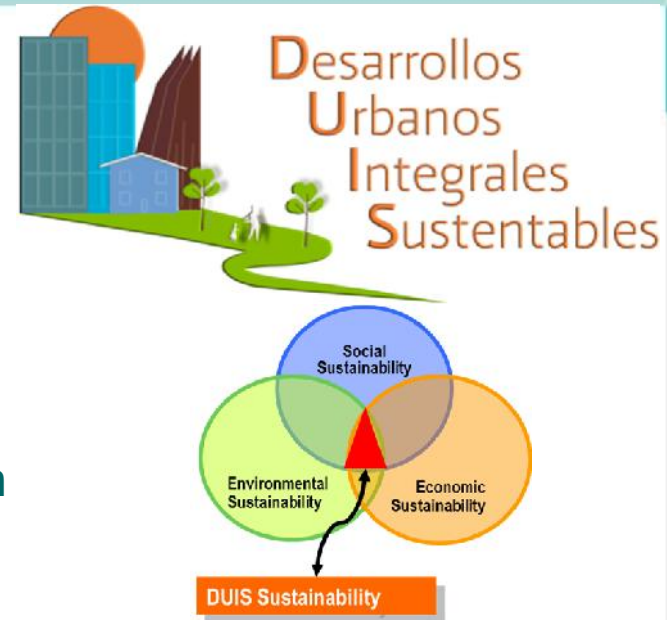 Desarrollos
Urbanos
Integrales
Sustentables
Social
Sustainability
Environmental
Sustainability
Economic
Sustainability
DUIS Sustainability